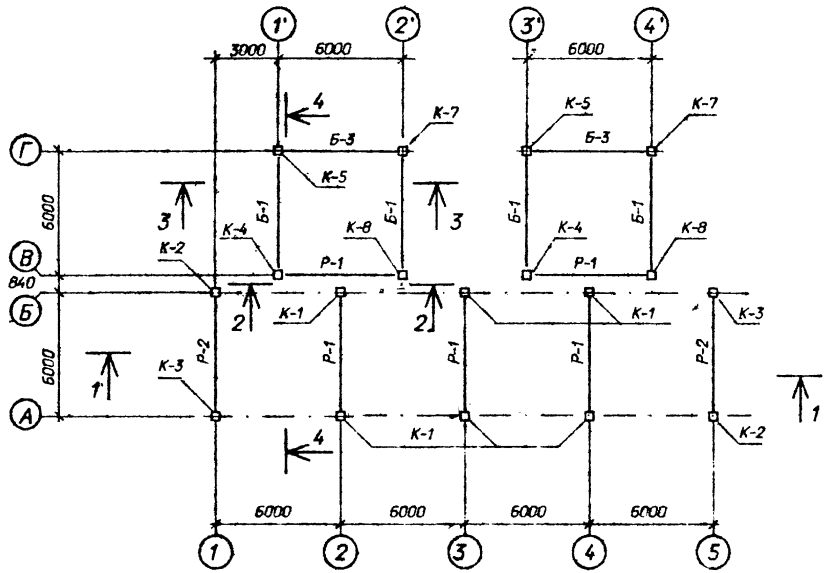 1' 2' 3' 4'
3000 6000 6000
4
К-7 К-5 К-7
Г Б-3 Б-3
К-5
6000 3 Б-1 Б-1 3 Б-1 Б-1
К-4 К-8 К-4 К-8
К-2
В Р-1 Р-1
840
Б
2 К-1 2 К-1 К-3
6000 Р-2 Р-1 Р-1 Р-1 Р-2
К-3
1 1
А
4 К-1 К-2
6000 6000 6000 6000
1 2 3 4 5